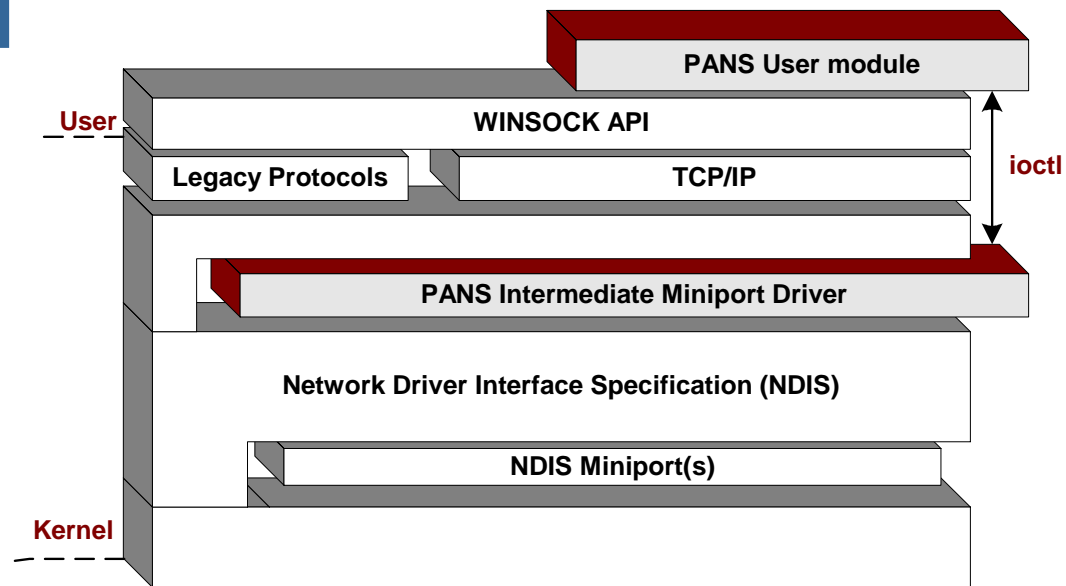 PANS User module
User
WINSOCK API
Legacy Protocols
TCP/IP
ioctl
PANS Intermediate Miniport Driver
Network Driver Interface Specification (NDIS)
NDIS Miniport(s)
Kernel